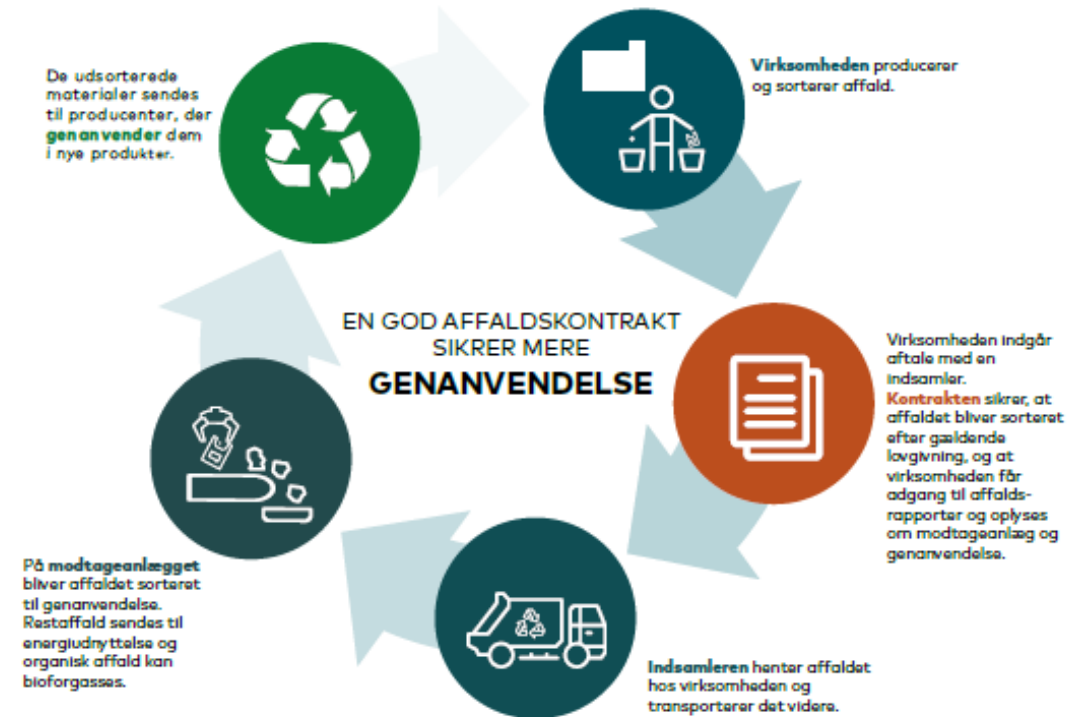 De udsorterede
materialer sendes
til producenter, der
genanvender dem
i nye produkter.
Virksomheden producerer
og sorterer affald.
EN GOD AFFALDSKONTRAKT
SIKRER MERE
GENANVENDELSE
Virksomheden indgår
aftale med en
indsamler.
Kontrakten sikrer, at
affaldet bliver sorteret
efter gældende
lovgivning, og at
virksomheden får
adgang til affalds-
rapporter og oplyses
om modtageanlæg og
genanvendelse.
På modtageanlægget
bliver affaldet sorteret
til genanvendelse.
Restaffald sendes til
energiudnyttelse og
organisk affald kan
bioforgasses.
Indsamleren henter affaldet
hos virksomheden og
transporterer det videre.